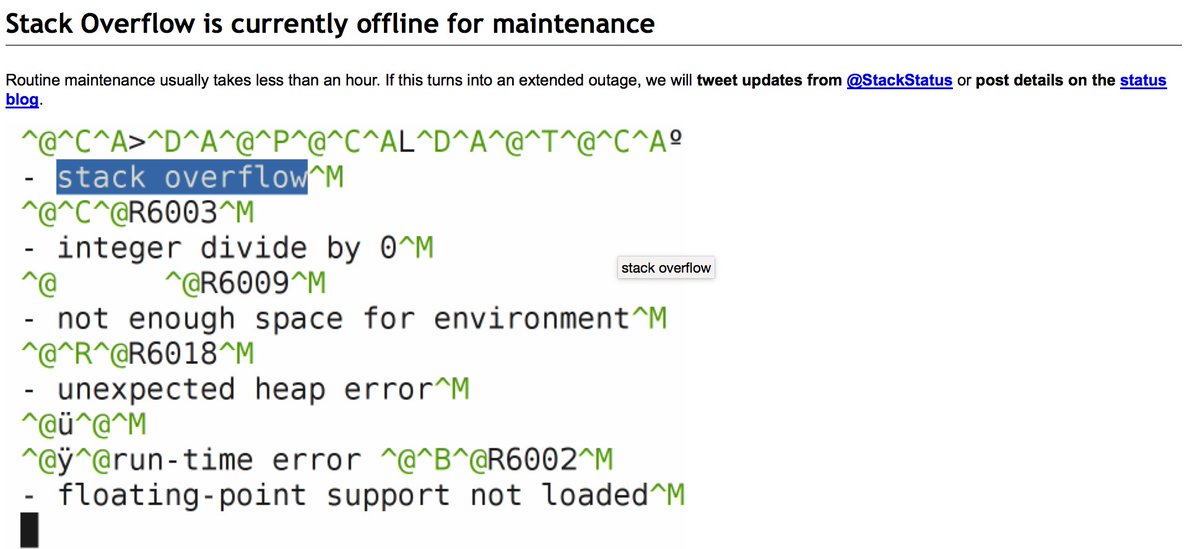 Stack Overflow is currently offline for maintenance
Routine maintenance usually takes less than an hour. If this turns into an extended outage, we will tweet updates from @StackStatus or post details on the status
blog.
^@^C^A>^D^A^@^P^@^C^AL^D^A^@^T^@^C^Aº
- stack overflow^M
^@^C^@R6003^M
- integer divide by 0^M
^@      ^@R6009^M
stack overflow
- not enough space for environment^M
^@^R^@R6018^M
- unexpected heap error^M
^@ü^@^M
^@ÿ^@run-time error ^@^B^@R6002^M
- floating-point support not loaded^M